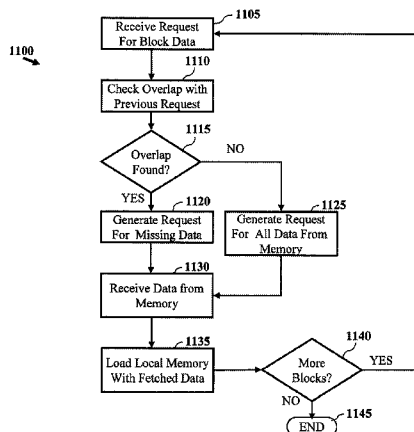 1100
1105
Receive Request
For Block Data
1110
Check Overlap with
Previous Request
1115
Overlap
Found?
NO
YES
1120
Generate Request
For Missing Data
1125
Generate Request
For All Data From
Memory
1130
Receive Data from
Memory
1135
Load Local Memory
With Fetched Data
1140
More
Blocks?
YES
NO
1145
END